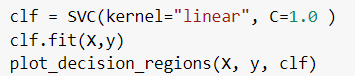 clf = SVC(kernel="linear", C=1.0 )
clf.fit(X,y)
plot_decision_regions(X, y, clf)